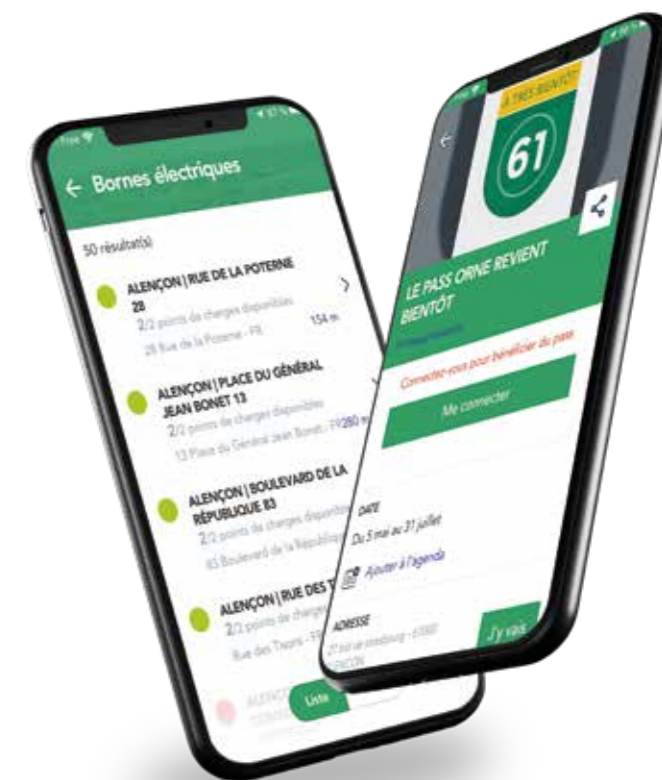 Free
87 %
← Bornes électriques
50 résultat(s)
ALENÇON | RUE DE LA POTERNE
28
2/2 points de charges disponibles
28 Rue de la Poterne - FR
154 m
ALENÇON | PLACE DU GÉNÉRAL
JEAN BONET 13
2/2 points de charges disponibles
13 Place du Général Jean Bonet - FR
280 m
ALENÇON | BOULEVARD DE LA
RÉPUBLIQUE 83
2/2 points de charges
83 Boulevard de la
ALENÇON | RUE DES
2/2 points de charges
Rue des
Liste
Free
À TRÈS BIENTÔT
61
LE PASS ORNE REVIENT
BIENTÔT
Connectez-vous pour bénéficier du pass
Me connecter
DATE
Du 5 mai au 31 juillet
Ajouter à l'agenda
ADRESSE
J'y vais